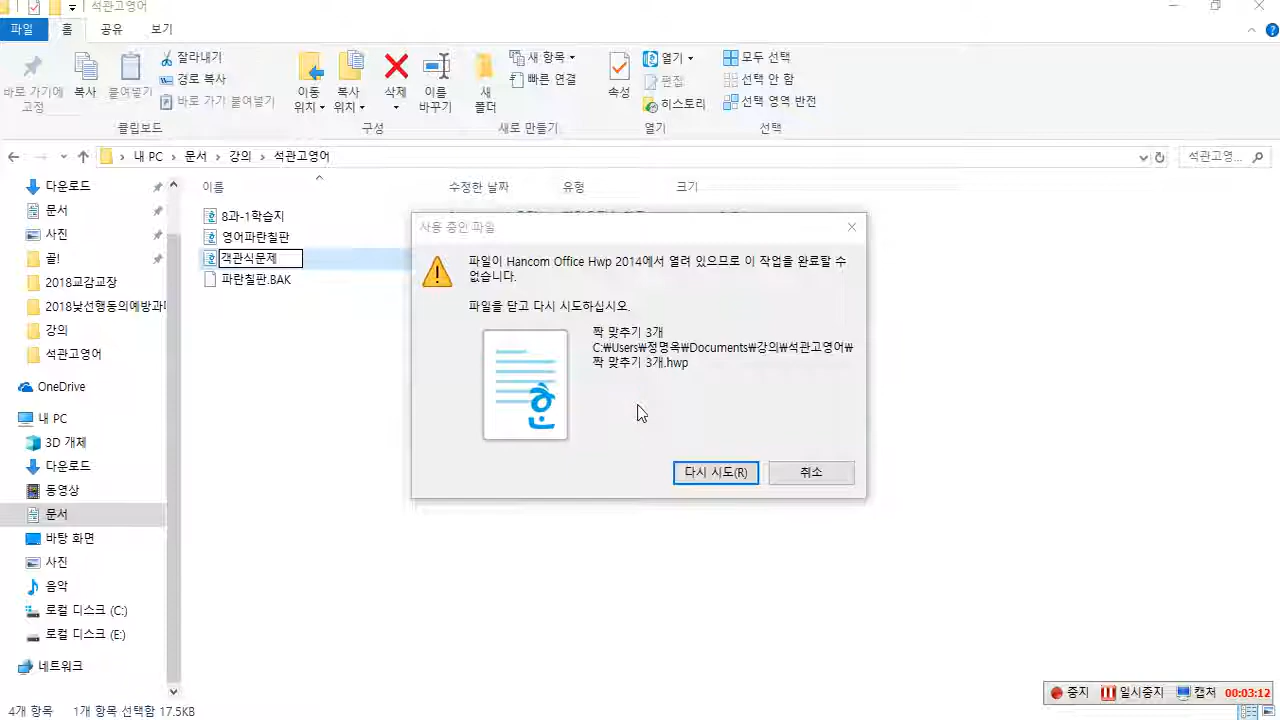 석관고영어
파일 홈 공유 보기
바로 가기에
고정
복사
붙여넣기
잘라내기
경로 복사
바로 가기 붙여넣기
클립보드
이동
위치
복사
위치
삭제
이름
바꾸기
구성
새
폴더
새 항목
빠른 연결
새로 만들기
속성
열기
편집
히스토리
열기
모두 선택
선택 안 함
선택 영역 반전
선택
내 PC 문서 강의 석관고영어
석관고영...
이름 수정한 날짜 유형 크기
다운로드
문서
사진
꿀!
2018교감교장
2018낮선행동의예방과
강의
석관고영어
OneDrive
내 PC
3D 개체
다운로드
동영상
문서
바탕 화면
사진
음악
로컬 디스크 (C:)
로컬 디스크 (E:)
네트워크
8과-1학습지
영어파란칠판
객관식문제
파란칠판.BAK
사용 중인 파일
파일이 Hancom Office Hwp 2014에서 열려 있으므로 이 작업을 완료할 수
없습니다.
파일을 닫고 다시 시도하십시오.
짝 맞추기 3개
C:₩Users₩정명옥₩Documents₩강의₩석관고영어₩
짝 맞추기 3개.hwp
다시 시도(R) 취소
중지 일시중지 캡처 00:03:12
4개 항목 1개 항목 선택함 17.5KB